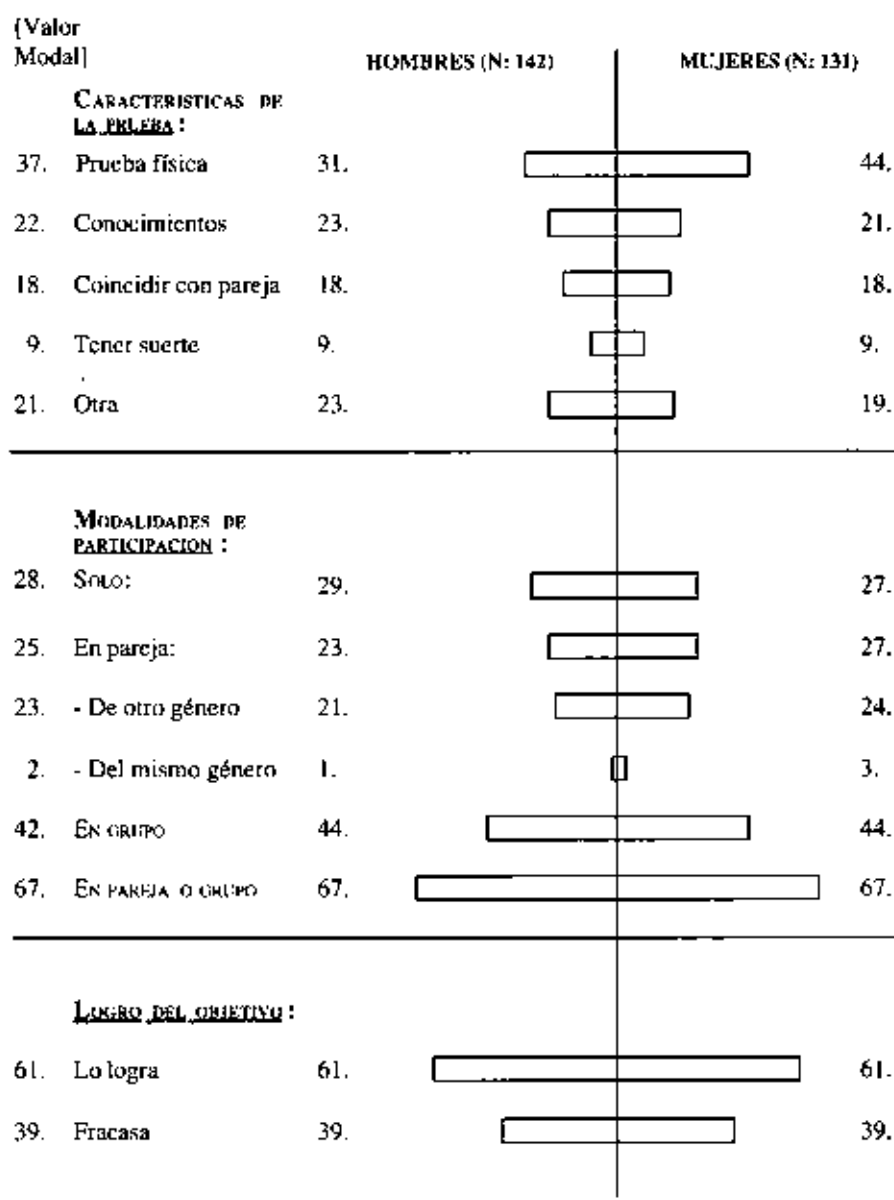 [Valor
Modal]
HOMBRES (N: 142) MUJERES (N: 131)
CARACTERISTICAS DE
LA PRUEBA:
37. Prueba física 31. 44.
22. Conocimientos 23. 21.
18. Coincidir con pareja 18. 18.
9. Tener suerte 9. 9.
21. Otra 23. 19.
MODALIDADES DE
PARTICIPACION :
28. SOLO: 29. 27.
25. En pareja: 23. 27.
23. - De otro género 21. 24.
2. - Del mismo género 1. 3.
42. EN GRUPO 44. 44.
67. EN PAREJA O GRUPO 67. 67.
LOGRO DEL OBJETIVO :
61. Lo logra 61. 61.
39. Fracasa 39. 39.